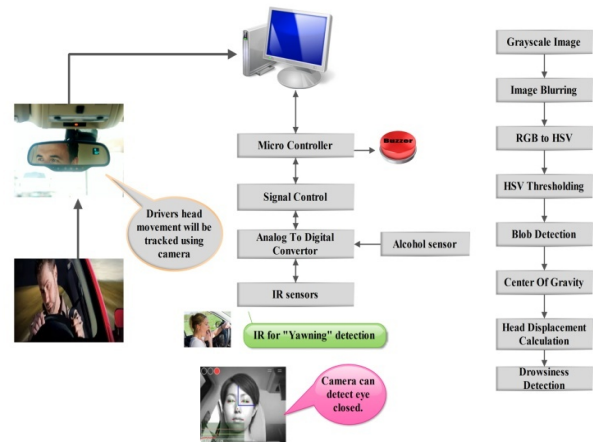 Grayscale Image
Image Blurring
RGB to HSV
HSV Thresholding
Blob Detection
Center Of Gravity
Head Displacement
Calculation
Drowsiness
Detection
Micro Controller
Buzzer
Signal Control
Analog To Digital
Convertor
Alcohol sensor
IR sensors
Drivers head
movement will be
tracked using
camera
IR for "Yawning" detection
Camera can
detect eye
closed.